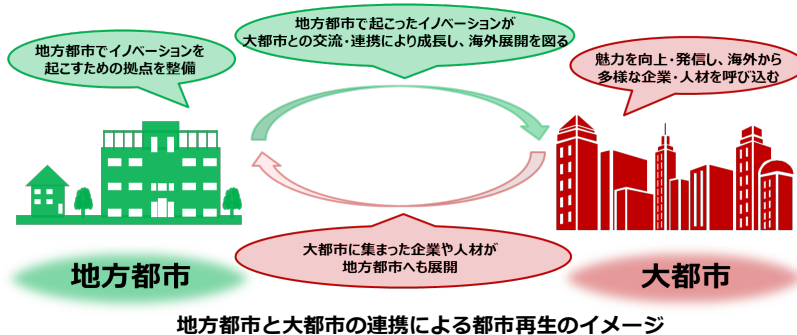 地方都市でイノベーションを
起こすための拠点を整備
地方都市で起こったイノベーションが
大都市との交流・連携により成長し、海外展開を図る
魅力を向上・発信し、海外から
多様な企業・人材を呼び込む
大都市に集まった企業や人材が
地方都市へも展開
地方都市
大都市
地方都市と大都市の連携による都市再生のイメージ